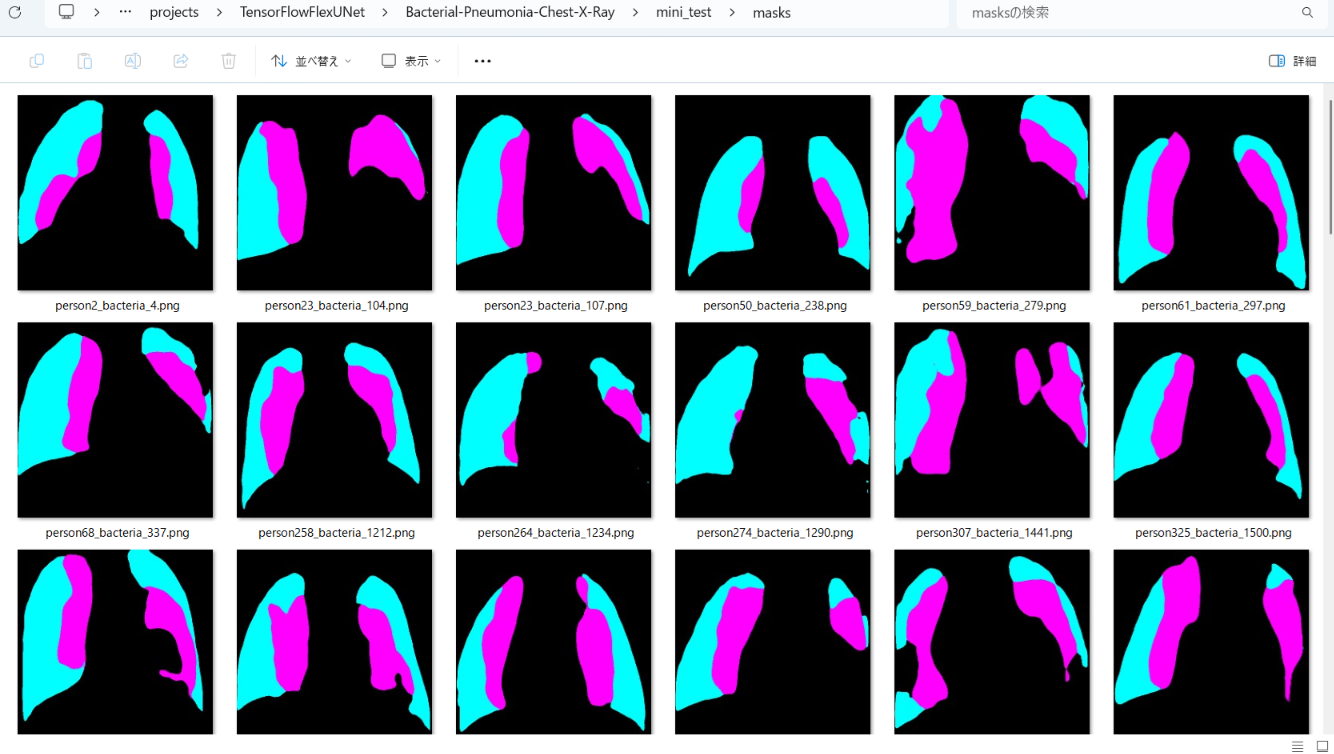 … projects TensorFlowFlexUNet Bacterial-Pneumonia-Chest-X-Ray mini_test masks masksの検索
並べ替え 表示 … 詳細
person2_bacteria_4.png person23_bacteria_104.png person23_bacteria_107.png person50_bacteria_238.png person59_bacteria_279.png person61_bacteria_297.png
person68_bacteria_337.png person258_bacteria_1212.png person264_bacteria_1234.png person274_bacteria_1290.png person307_bacteria_1441.png person325_bacteria_1500.png